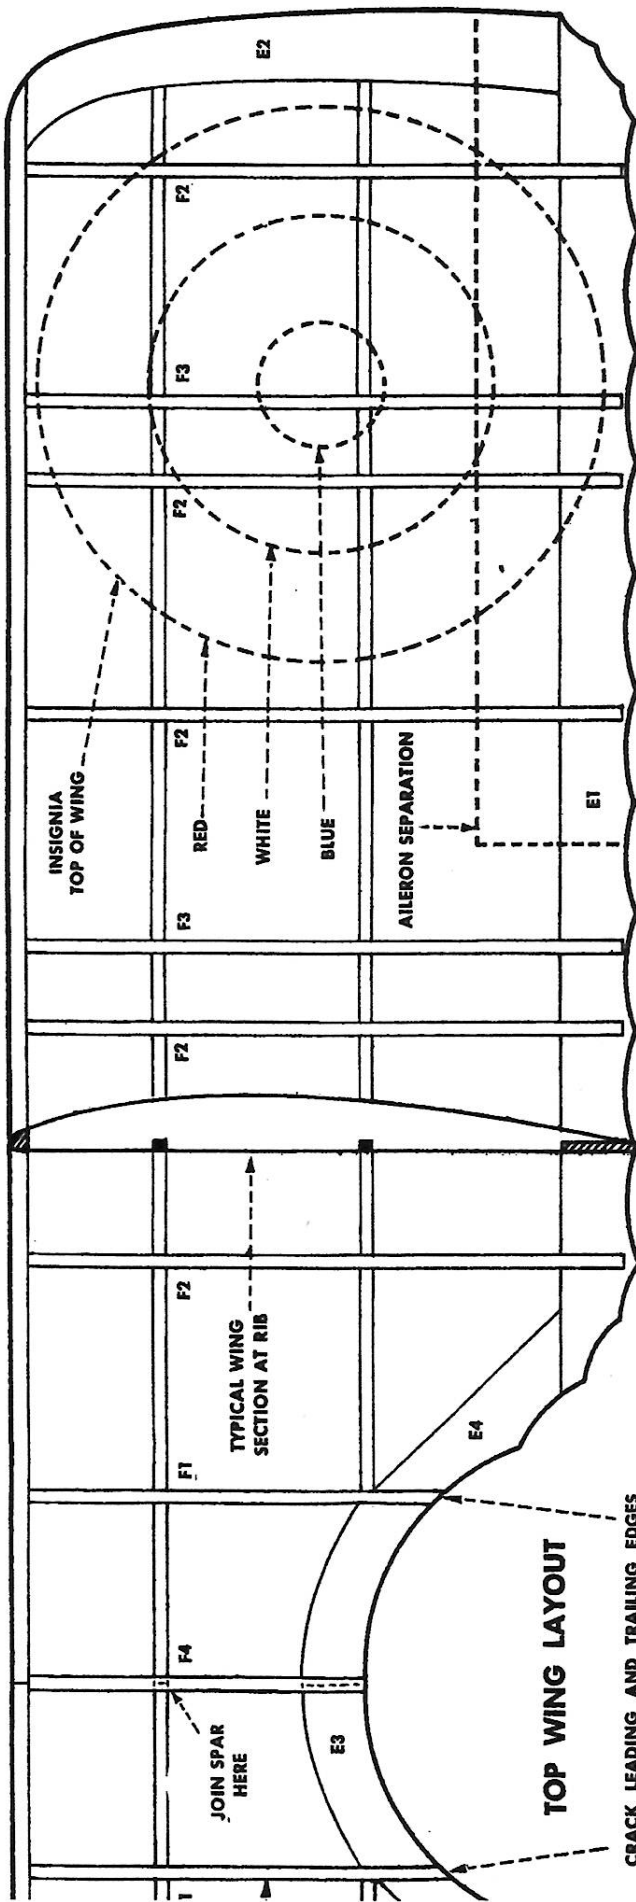 INSIGNIA
TOP OF WING
F4
F1
F2
F2
F3
F2
F2
F3
F2
RED
JOIN SPAR
HERE
TYPICAL WING
SECTION AT RIB
WHITE
E2
BLUE
E3
AILERON SEPARATION
E4
TOP WING LAYOUT
E1
CRACK LEADING AND TRAILING EDGES